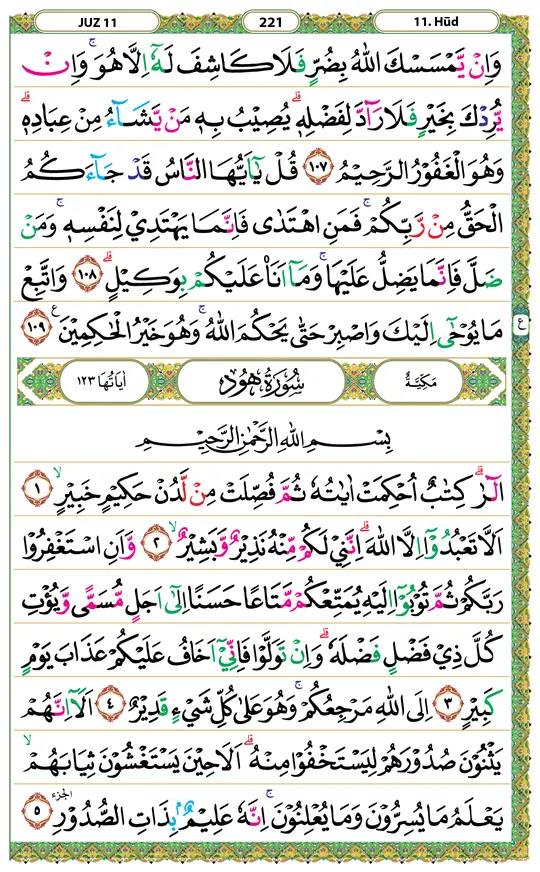 JUZ 11 221 11. Hūd
وَاِنْ يَّمْسَسْكَ اللّٰهُ بِضُرٍّ فَلَا كَاشِفَ لَهٗٓ اِلَّا هُوَ ۚ وَاِنْ
يُّرِدْكَ بِخَيْرٍ فَلَا رَآدَّ لِفَضْلِهٖ ۗ يُصِيْبُ بِهٖ مَنْ يَّشَآءُ مِنْ عِبَادِهٖ ۗ
وَهُوَ الْغَفُوْرُ الرَّحِيْمُ ١٠٧ قُلْ يٰٓاَيُّهَا النَّاسُ قَدْ جَآءَكُمُ
الْحَقُّ مِنْ رَّبِّكُمْ ۚ فَمَنِ اهْتَدٰى فَاِنَّمَا يَهْتَدِيْ لِنَفْسِهٖ ۚ وَمَنْ
ضَلَّ فَاِنَّمَا يَضِلُّ عَلَيْهَا ۚ وَمَآ اَنَا۠ عَلَيْكُمْ بِوَكِيْلٍ ۗ ١٠٨ وَاتَّبِعْ
مَا يُوْحٰٓى اِلَيْكَ وَاصْبِرْ حَتّٰى يَحْكُمَ اللّٰهُ ۚ وَهُوَ خَيْرُ الْحٰكِمِيْنَ ࣖ ١٠٩
ع
مَكِّيَّةٌ سُوْرَةُ هُوْد اٰيَاتُهَا ١٢٣
بِسْمِ اللّٰهِ الرَّحْمٰنِ الرَّحِيْمِ
الۤرٰ ۗ كِتٰبٌ اُحْكِمَتْ اٰيٰتُهٗ ثُمَّ فُصِّلَتْ مِنْ لَّدُنْ حَكِيْمٍ خَبِيْرٍ ۙ ١
اَلَّا تَعْبُدُوْٓا اِلَّا اللّٰهَ ۗ اِنَّنِيْ لَكُمْ مِّنْهُ نَذِيْرٌ وَّبَشِيْرٌ ۙ ٢ وَّاَنِ اسْتَغْفِرُوْا
رَبَّكُمْ ثُمَّ تُوْبُوْٓا اِلَيْهِ يُمَتِّعْكُمْ مَّتَاعًا حَسَنًا اِلٰٓى اَجَلٍ مُّسَمًّى وَّيُؤْتِ
كُلَّ ذِيْ فَضْلٍ فَضْلَهٗ ۗ وَاِنْ تَوَلَّوْا فَاِنِّيْٓ اَخَافُ عَلَيْكُمْ عَذَابَ يَوْمٍ
كَبِيْرٍ ٣ اِلَى اللّٰهِ مَرْجِعُكُمْ ۚ وَهُوَ عَلٰى كُلِّ شَيْءٍ قَدِيْرٌ ٤ اَلَآ اِنَّهُمْ
يَثْنُوْنَ صُدُوْرَهُمْ لِيَسْتَخْفُوْا مِنْهُ ۗ اَلَا حِيْنَ يَسْتَغْشُوْنَ ثِيَابَهُمْ ۙ
يَعْلَمُ مَا يُسِرُّوْنَ وَمَا يُعْلِنُوْنَ ۚ اِنَّهٗ عَلِيْمٌ ۢ بِذَاتِ الصُّدُوْرِ الجزء ٥